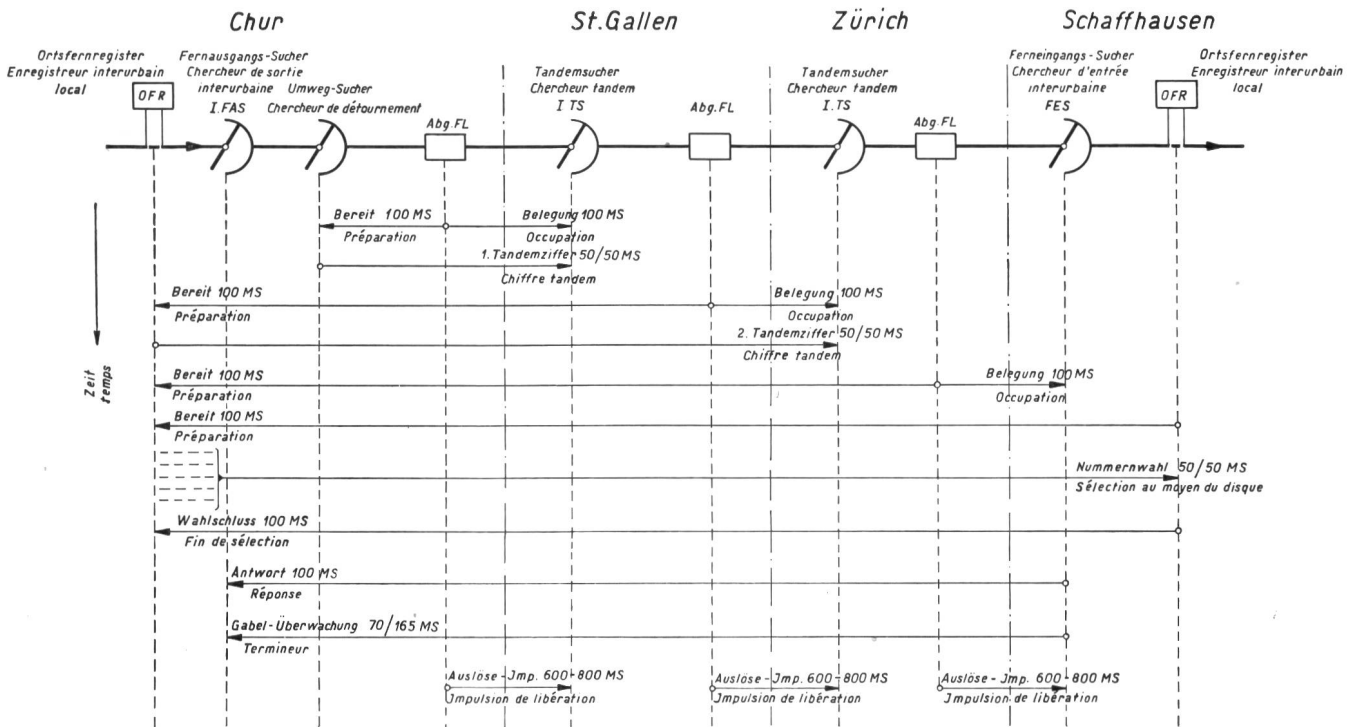 Chur
St.Gallen
Zürich
Schaffhausen
Ortsfernregister
Enregistreur interurbain
local
OFR
Fernausgangs-Sucher
Chercheur de sortie
interurbaine
I.FAS
Umweg-Sucher
Chercheur de détournement
Abg.FL
Tandemsucher
Chercheur tandem
I TS
Abg.FL
Tandemsucher
Chercheur tandem
I.TS
Abg.FL
Ferneingangs-Sucher
Chercheur d'entrée
interurbaine
FES
Ortsfernregister
Enregistreur interurbain
local
OFR
Zeit
temps
Bereit 100 MS
Préparation
Belegung 100 MS
Occupation
1. Tandemziffer 50/50 MS
Chiffre tandem
Bereit 100 MS
Préparation
Belegung 100 MS
Occupation
2. Tandemziffer 50/50 MS
Chiffre tandem
Bereit 100 MS
Préparation
Belegung 100 MS
Occupation
Bereit 100 MS
Préparation
Nummernwahl 50/50 MS
Sélection au moyen du disque
Wahlschluss 100 MS
Fin de sélection
Antwort 100 MS
Réponse
Gabel-Überwachung 70/165 MS
Termineur
Auslöse-Jmp. 600-800 MS
Jmpulsion de libération
Auslöse-Jmp. 600-800 MS
Jmpulsion de libération
Auslöse-Jmp. 600-800 MS
Jmpulsion de libération